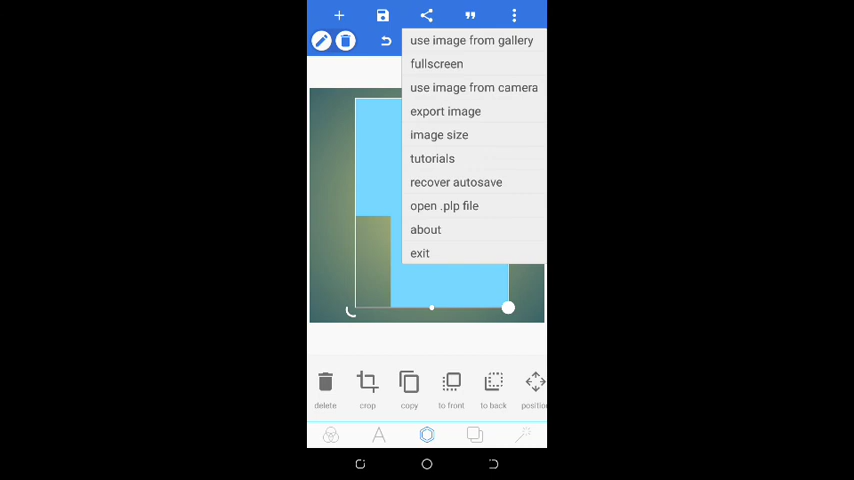 use image from gallery
fullscreen
use image from camera
export image
image size
tutorials
recover autosave
open .plp file
about
exit
delete
crop
copy
to front
to back
positio